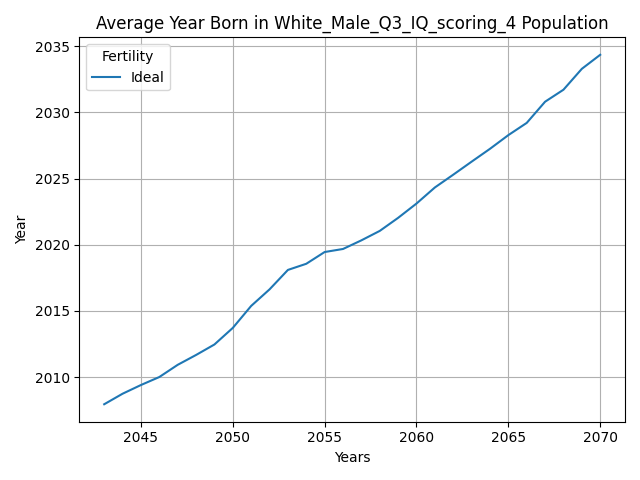 Average Year Born in White_Male_Q3_IQ_scoring_4 Population
Fertility
Ideal
2035
2030
2025
2020
2015
2010
Year
2045 2050 2055 2060 2065 2070
Years